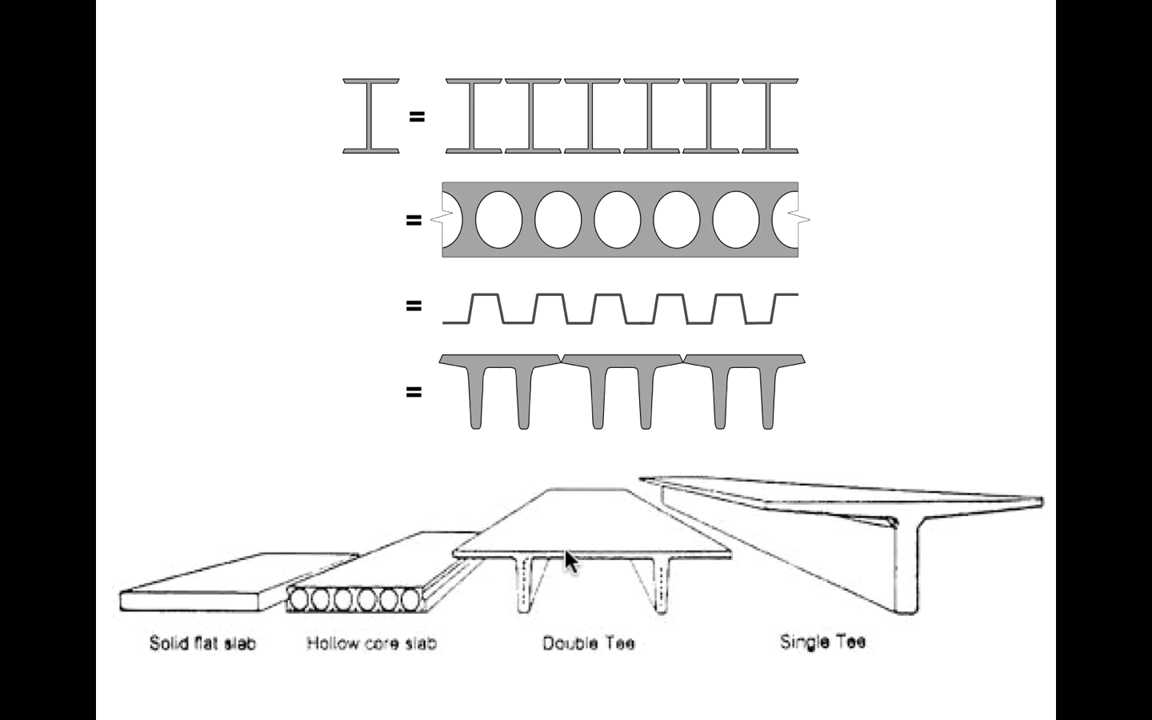 =
=
=
=
Solid flat slab
Hollow core slab
Double Tee
Single Tee